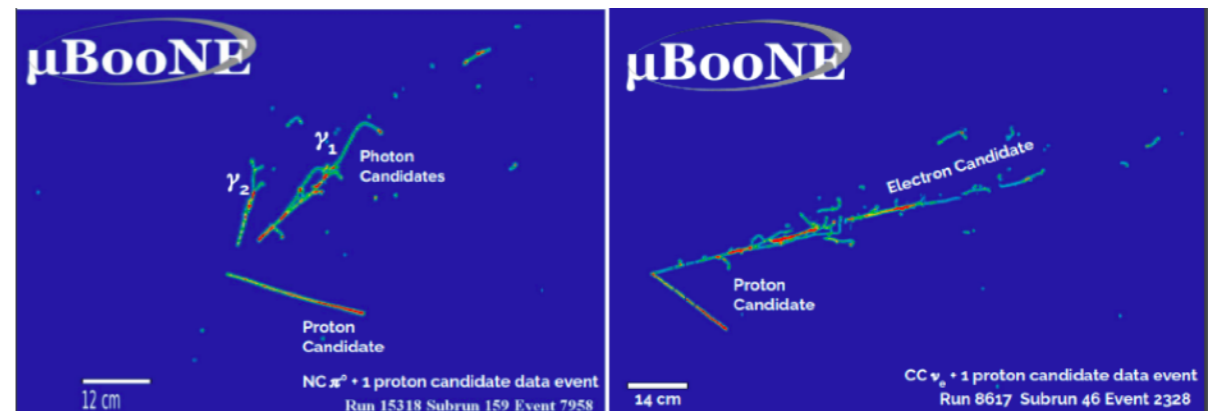 μBooNE
γ₁
Photon
Candidates
γ₂
Proton
Candidate
NC π° + 1 proton candidate data event
12 cm
Run 15318 Subrun 159 Event 7958
μBooNE
Electron Candidate
Proton
Candidate
CC νₑ + 1 proton candidate data event
14 cm
Run 8617 Subrun 46 Event 2328